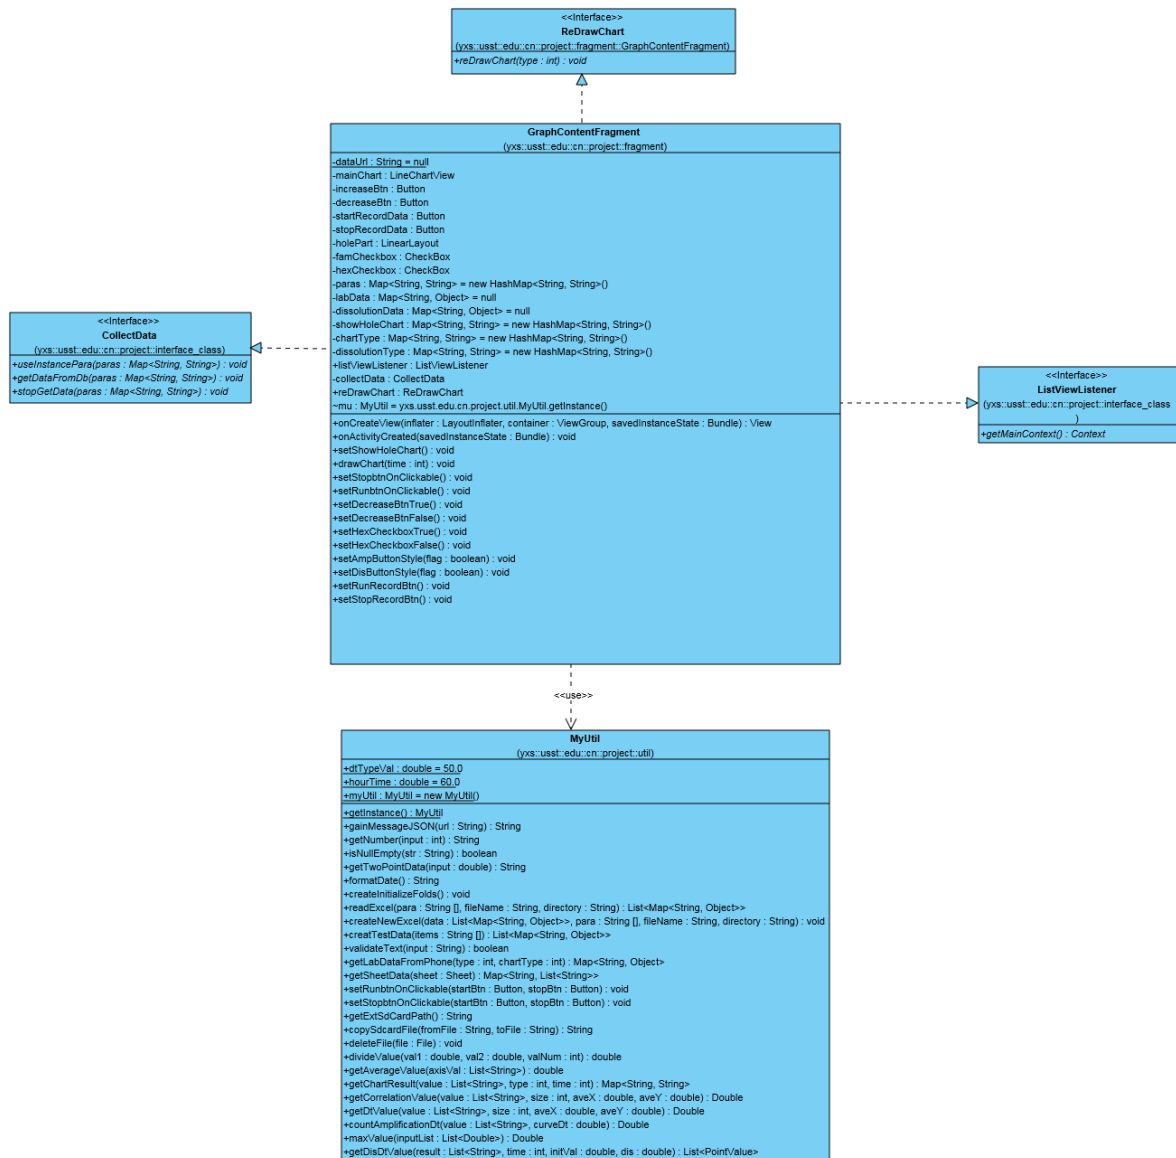 <<Interface>>
ReDrawChart
(yxs::usst::edu::cn::project::fragment::GraphContentFragment)
+reDrawChart(type : int) : void
GraphContentFragment
(yxs::usst::edu::cn::project::fragment)
-dataUrl : String = null
-mainChart : LineChartView
-increaseBtn : Button
-decreaseBtn : Button
-startRecordData : Button
-stopRecordData : Button
-holePart : LinearLayout
-famCheckbox : CheckBox
-hexCheckbox : CheckBox
-paras : Map<String, String> = new HashMap<String, String>()
-labData : Map<String, Object> = null
-dissolutionData : Map<String, Object> = null
-showHoleChart : Map<String, String> = new HashMap<String, String>()
-chartType : Map<String, String> = new HashMap<String, String>()
-dissolutionType : Map<String, String> = new HashMap<String, String>()
+listViewListener : ListViewListener
-collectData : CollectData
+reDrawChart : ReDrawChart
~mu : MyUtil = yxs.usst.edu.cn.project.util.MyUtil.getInstance()
+onCreateView(inflater : LayoutInflater, container : ViewGroup, savedInstanceState : Bundle) : View
+onActivityCreated(savedInstanceState : Bundle) : void
+setShowHoleChart() : void
+drawChart(time : int) : void
+setStopbtnOnClickable() : void
+setRunbtnOnClickable() : void
+setDecreaseBtnTrue() : void
+setDecreaseBtnFalse() : void
+setHexCheckboxTrue() : void
+setHexCheckboxFalse() : void
+setAmpButtonStyle(flag : boolean) : void
+setDisButtonStyle(flag : boolean) : void
+setRunRecordBtn() : void
+setStopRecordBtn() : void
<<Interface>>
CollectData
(yxs::usst::edu::cn::project::interface_class)
+useInstancePara(paras : Map<String, String>) : void
+getDataFromDb(paras : Map<String, String>) : void
+stopGetData(paras : Map<String, String>) : void
<<Interface>>
ListViewListener
(yxs::usst::edu::cn::project::interface_class
)
+getMainContext() : Context
<<use>>
MyUtil
(yxs::usst::edu::cn::project::util)
+dtTypeVal : double = 50.0
+hourTime : double = 60.0
+myUtil : MyUtil = new MyUtil()
+getInstance() : MyUtil
+gainMessageJSON(url : String) : String
+getNumber(input : int) : String
+isNullEmpty(str : String) : boolean
+getTwoPointData(input : double) : String
+formatDate() : String
+createInitializeFolds() : void
+readExcel(para : String [], fileName : String, directory : String) : List<Map<String, Object>>
+createNewExcel(data : List<Map<String, Object>>, para : String [], fileName : String, directory : String) : void
+creatTestData(items : String []) : List<Map<String, Object>>
+validateText(input : String) : boolean
+getLabDataFromPhone(type : int, chartType : int) : Map<String, Object>
+getSheetData(sheet : Sheet) : Map<String, List<String>>
+setRunbtnOnClickable(startBtn : Button, stopBtn : Button) : void
+setStopbtnOnClickable(startBtn : Button, stopBtn : Button) : void
+getExtSdCardPath() : String
+copySdcardFile(fromFile : String, toFile : String) : String
+deleteFile(file : File) : void
+divideValue(val1 : double, val2 : double, valNum : int) : double
+getAverageValue(axisVal : List<String>) : double
+getChartResult(value : List<String>, type : int, time : int) : Map<String, String>
+getCorrelationValue(value : List<String>, size : int, aveX : double, aveY : double) : Double
+getDtValue(value : List<String>, size : int, aveX : double, aveY : double) : Double
+countAmplificationDt(value : List<String>, curveDt : double) : Double
+maxValue(inputList : List<Double>) : Double
+getDisDtValue(result : List<String>, time : int, initVal : double, dis : double) : List<PointValue>